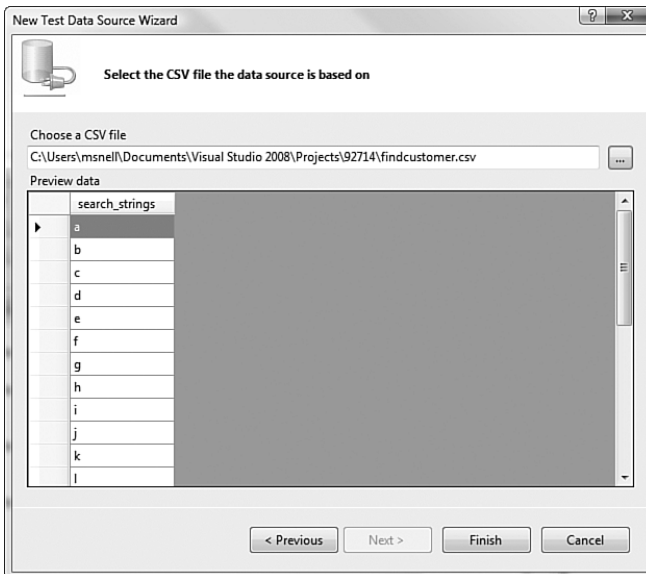 New Test Data Source Wizard
Select the CSV file the data source is based on
Choose a CSV file
C:\Users\msnell\Documents\Visual Studio 2008\Projects\92714\findcustomer.csv
...
Preview data
search_strings
a
b
c
d
e
f
g
h
i
j
k
l
< Previous
Next >
Finish
Cancel